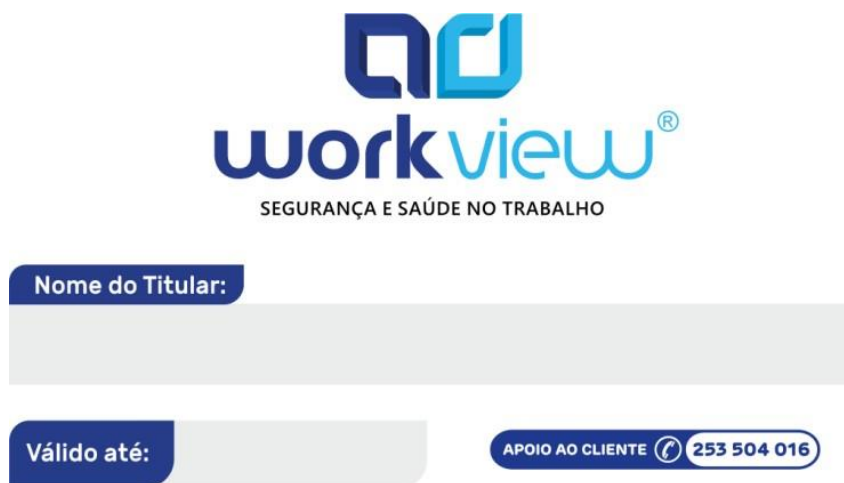 workview®
SEGURANÇA E SAÚDE NO TRABALHO
Nome do Titular:
Válido até:
APOIO AO CLIENTE 253 504 016